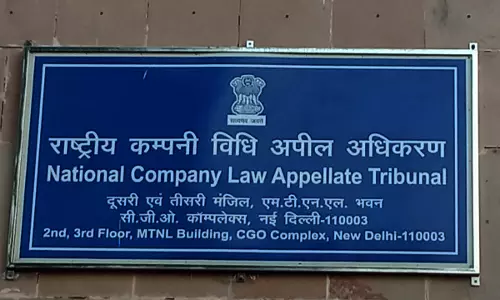 सत्यमेव जयते
राष्ट्रीय कम्पनी विधि अपील अधिकरण
National Company Law Appellate Tribunal
दूसरी एवं तीसरी मंजिल, एम.टी.एन.एल. भवन
सी.जी.ओ. कॉम्पलेक्स, नई दिल्ली-110003
2nd, 3rd Floor, MTNL Building, CGO Complex, New Delhi-110003